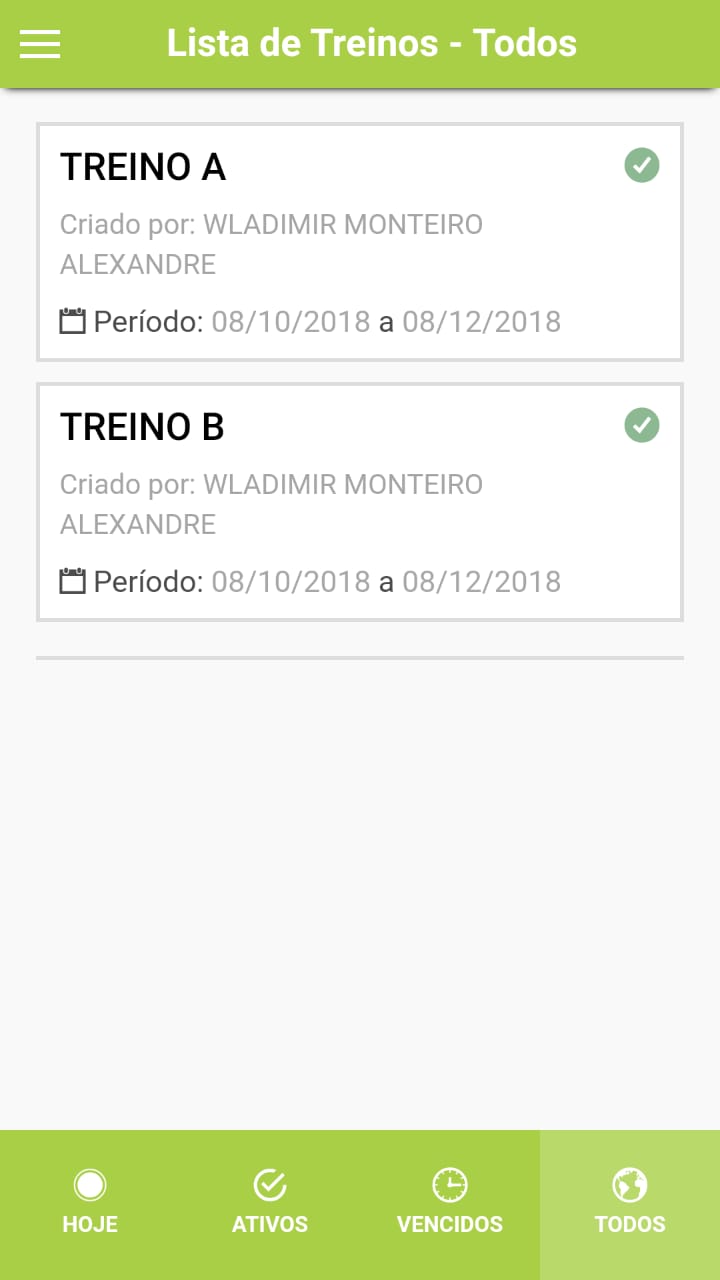 Lista de Treinos - Todos
TREINO A
Criado por: WLADIMIR MONTEIRO
ALEXANDRE
Período: 08/10/2018 a 08/12/2018
TREINO B
Criado por: WLADIMIR MONTEIRO
ALEXANDRE
Período: 08/10/2018 a 08/12/2018
HOJE ATIVOS VENCIDOS TODOS